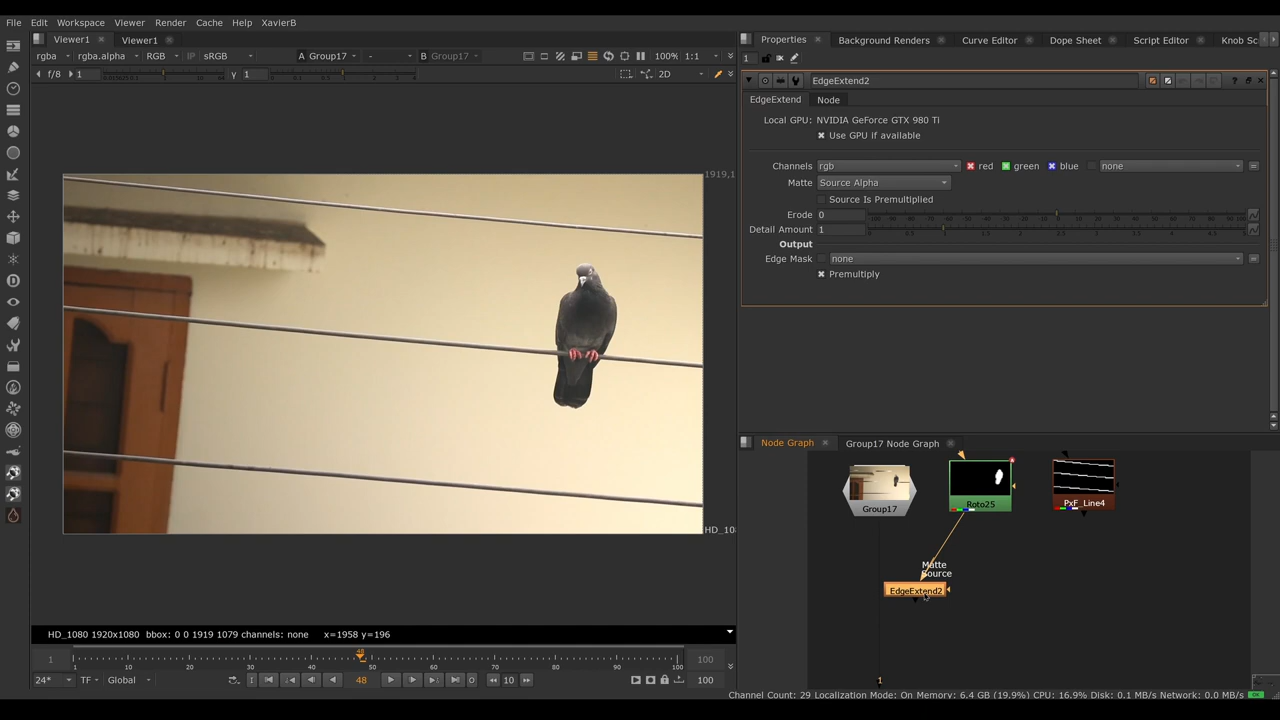 File Edit Workspace Viewer Render Cache Help XavierB
Viewer1 Viewer1
rgba rgba.alpha RGB IP sRGB A Group17 - B Group17 100% 1:1
f/8 1 γ 1 2D
1919,1
HD_108
HD_1080 1920x1080 bbox: 0 0 1919 1079 channels: none x=1958 y=196
1 1 10 20 30 40 48 50 60 70 80 90 100 100
24* TF Global 48 10 100
Properties Background Renders Curve Editor Dope Sheet Script Editor Knob Sc
1
EdgeExtend2
EdgeExtend Node
Local GPU: NVIDIA GeForce GTX 980 Ti
Use GPU if available
Channels rgb red green blue none
Matte Source Alpha
Source Is Premultiplied
Erode 0
Detail Amount 1
Output
Edge Mask none
Premultiply
Node Graph Group17 Node Graph
Group17 Roto25 PxF_Line4
Matte
Source
EdgeExtend2
1
Channel Count: 29 Localization Mode: On Memory: 6.4 GB (19.9%) CPU: 16.9% Disk: 0.1 MB/s Network: 0.0 MB/s